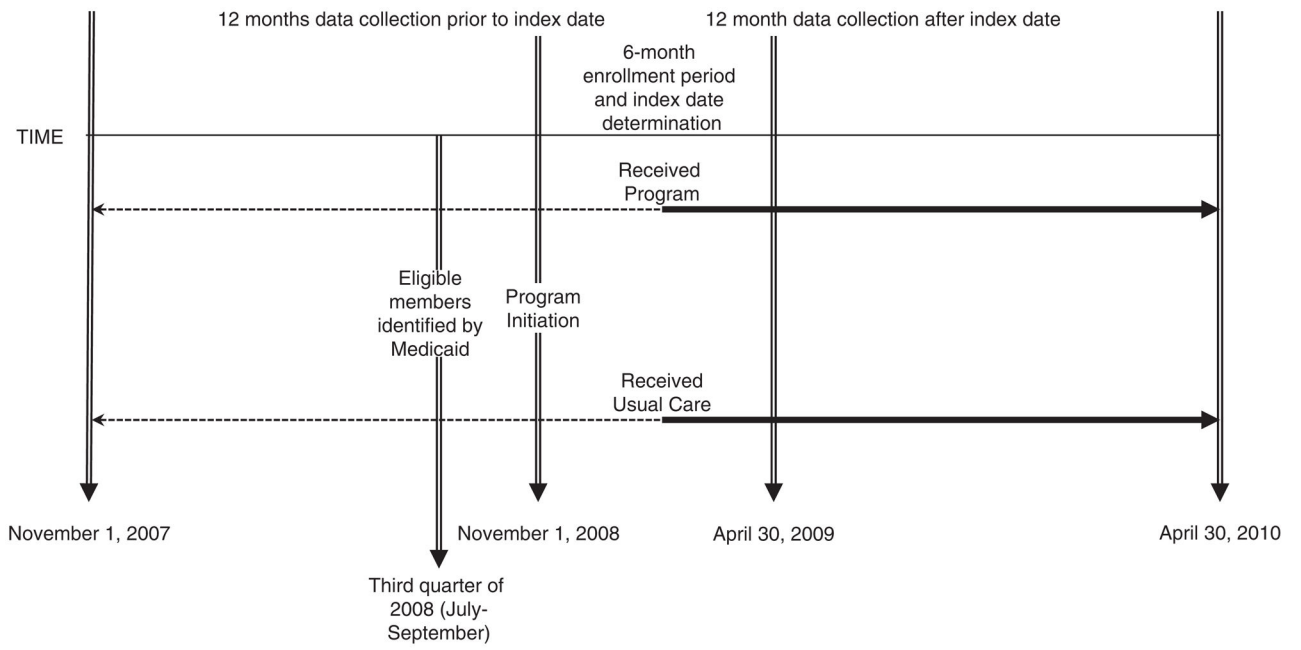 12 months data collection prior to index date
12 month data collection after index date
6-month
enrollment period
and index date
determination
TIME
Received
Program
Eligible
members
identified by
Medicaid
Program
Initiation
Received
Usual Care
November 1, 2007
November 1, 2008
April 30, 2009
April 30, 2010
Third quarter of
2008 (July-
September)